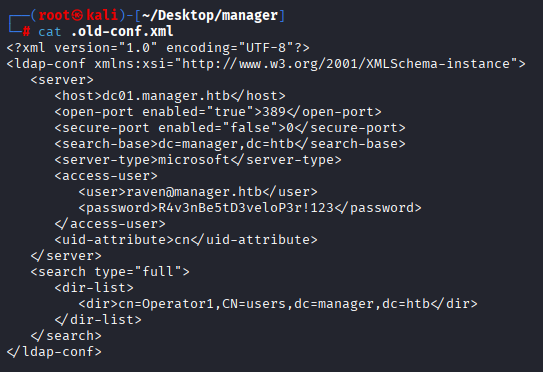 ┌──(root㉿kali)-[~/Desktop/manager]
└─# cat .old-conf.xml
<?xml version="1.0" encoding="UTF-8"?>
<ldap-conf xmlns:xsi="http://www.w3.org/2001/XMLSchema-instance">
   <server>
      <host>dc01.manager.htb</host>
      <open-port enabled="true">389</open-port>
      <secure-port enabled="false">0</secure-port>
      <search-base>dc=manager,dc=htb</search-base>
      <server-type>microsoft</server-type>
      <access-user>
         <user>raven@manager.htb</user>
         <password>R4v3nBe5tD3veloP3r!123</password>
      </access-user>
      <uid-attribute>cn</uid-attribute>
   </server>
   <search type="full">
      <dir-list>
         <dir>cn=Operator1,CN=users,dc=manager,dc=htb</dir>
      </dir-list>
   </search>
</ldap-conf>